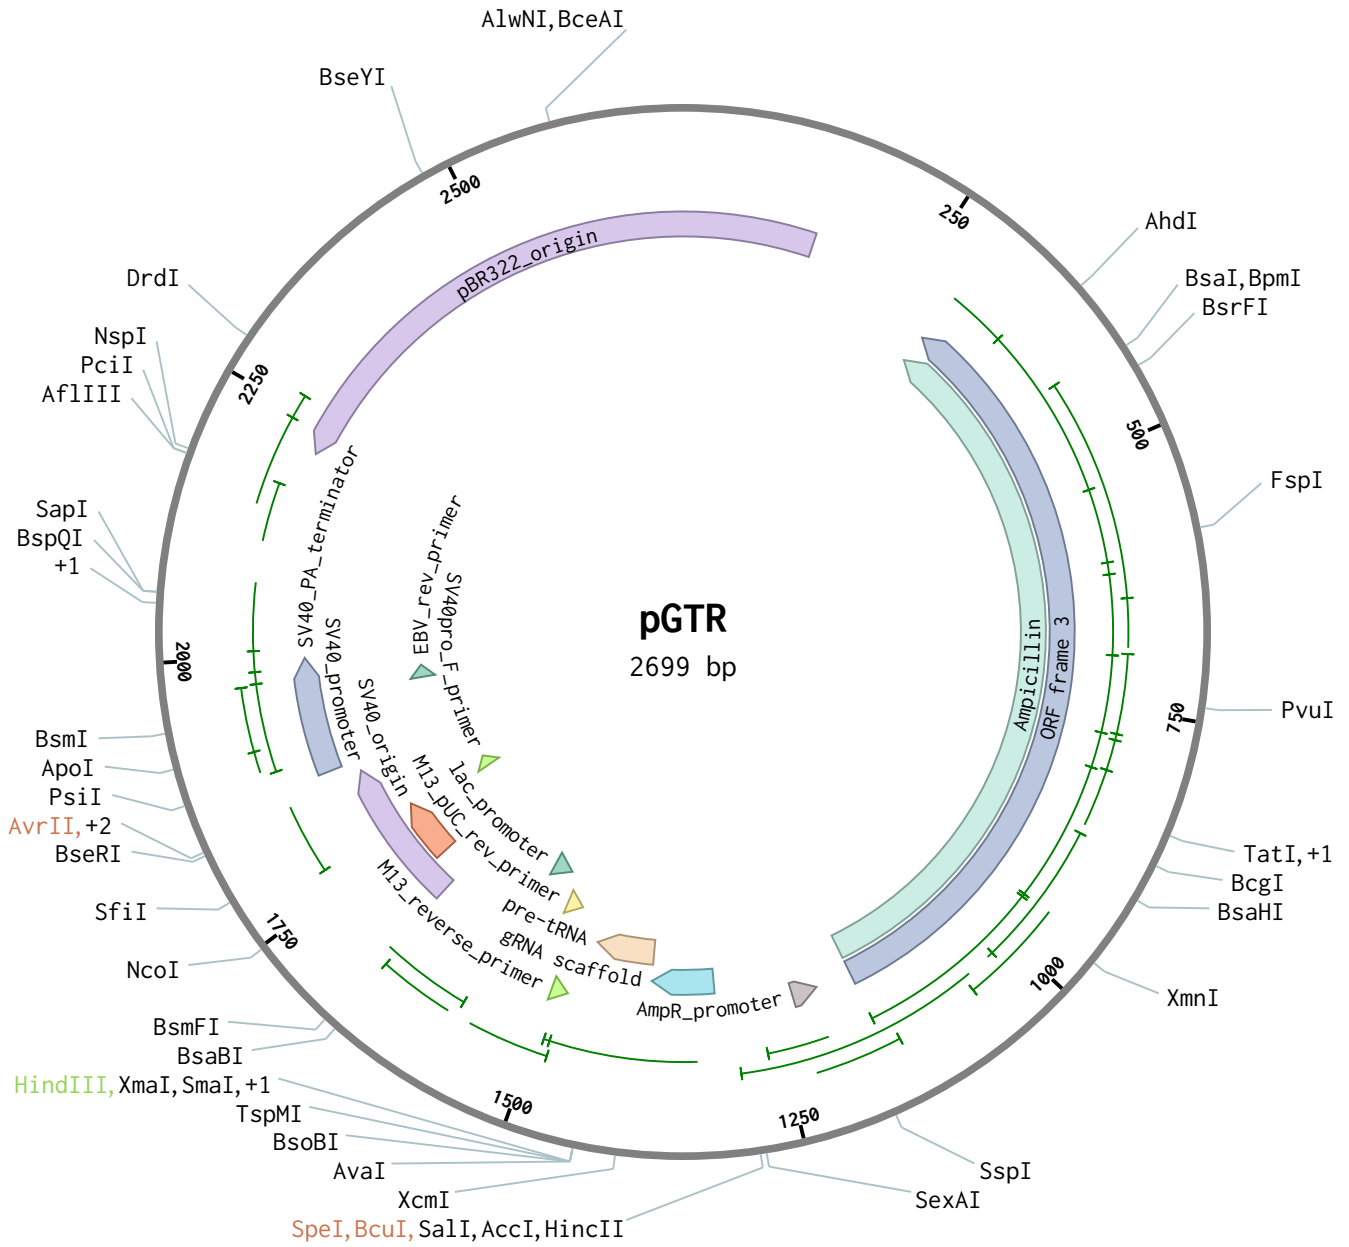 AlwNI,BceAI
BseYI
2500
250
pBR322_origin
AhdI
BsaI,BpmI
BsrFI
DrdI
NspI
PciI
AflIII
2250
500
FspI
SapI
BspQI
+1
SV40_PA_terminator
EBV_rev_primer
SV40pro_F_primer
pGTR
2699 bp
Ampicillin
ORF frame 3
2000
SV40_promoter
SV40_origin
750
PvuI
BsmI
ApoI
PsiI
AvrII,+2
BseRI
SfiI
lac_promoter
M13_pUC_rev_primer
M13_reverse_primer
pre-tRNA
gRNA scaffold
AmpR_promoter
TatI,+1
BcgI
BsaHI
1750
NcoI
1000
XmnI
BsmFI
BsaBI
HindIII,XmaI,SmaI,+1
TspMI
BsoBI
AvaI
XcmI
SpeI,BcuI,SalI,AccI,HincII
1500
1250
SspI
SexAI